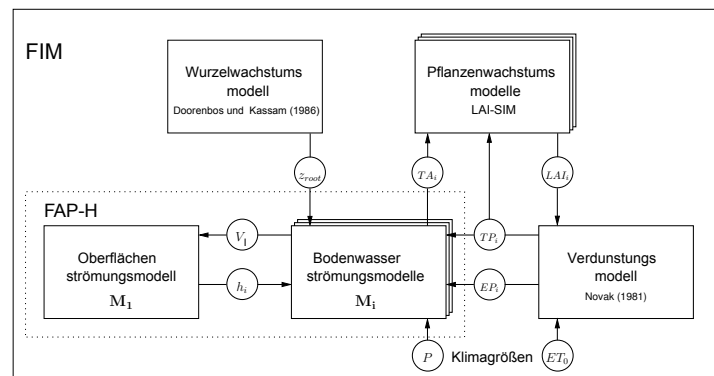 FIM
Wurzelwachstums
modell
Doorenbos und Kassam (1986)
Pflanzenwachstums
modelle
LAI-SIM
z_root
TA_i
LAI_i
FAP-H
Oberflächen
strömungsmodell
M_1
V_I
h_i
Bodenwasser
strömungsmodelle
M_i
TP_i
EP_i
Verdunstungs
modell
Novak (1981)
P
Klimagrößen
ET_0